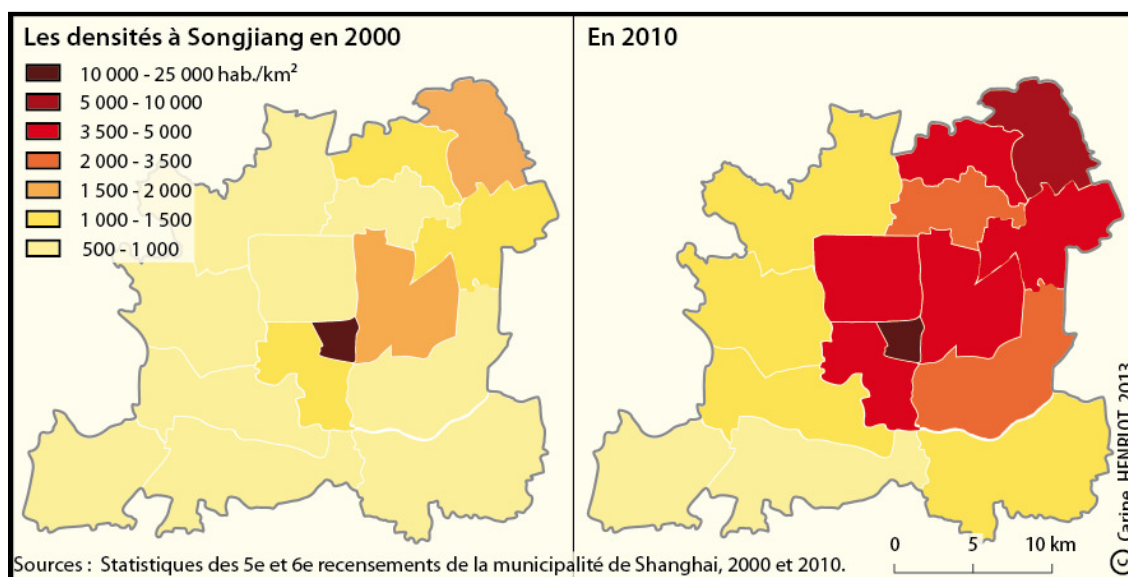 Les densités à Songjiang en 2000
10 000 - 25 000 hab./km²
5 000 - 10 000
3 500 - 5 000
2 000 - 3 500
1 500 - 2 000
1 000 - 1 500
500 - 1 000
En 2010
0 5 10 km
© Carine HENRIOT 2013
Sources : Statistiques des 5e et 6e recensements de la municipalité de Shanghai, 2000 et 2010.